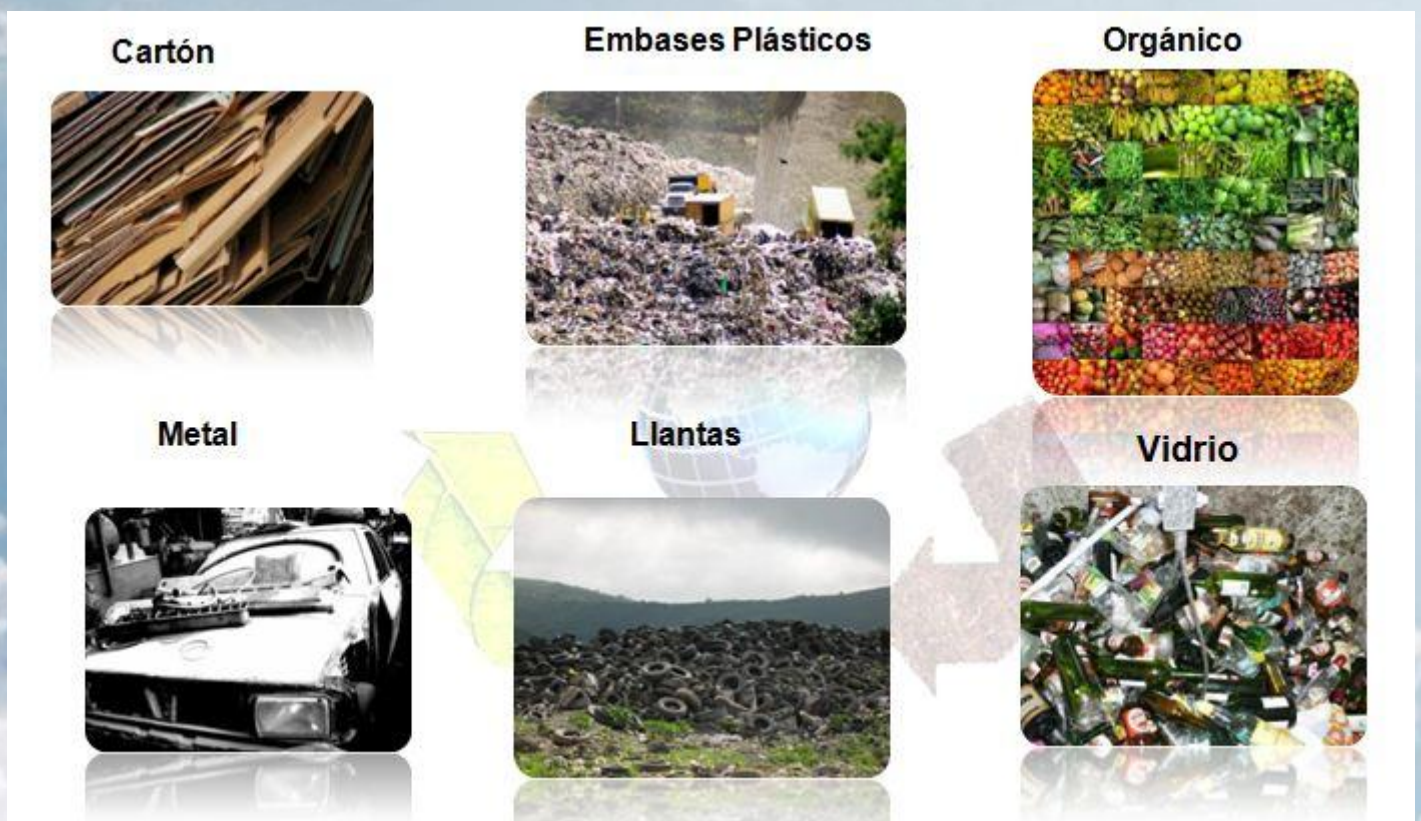 Cartón
Embases Plásticos
Orgánico
Metal
Llantas
Vidrio